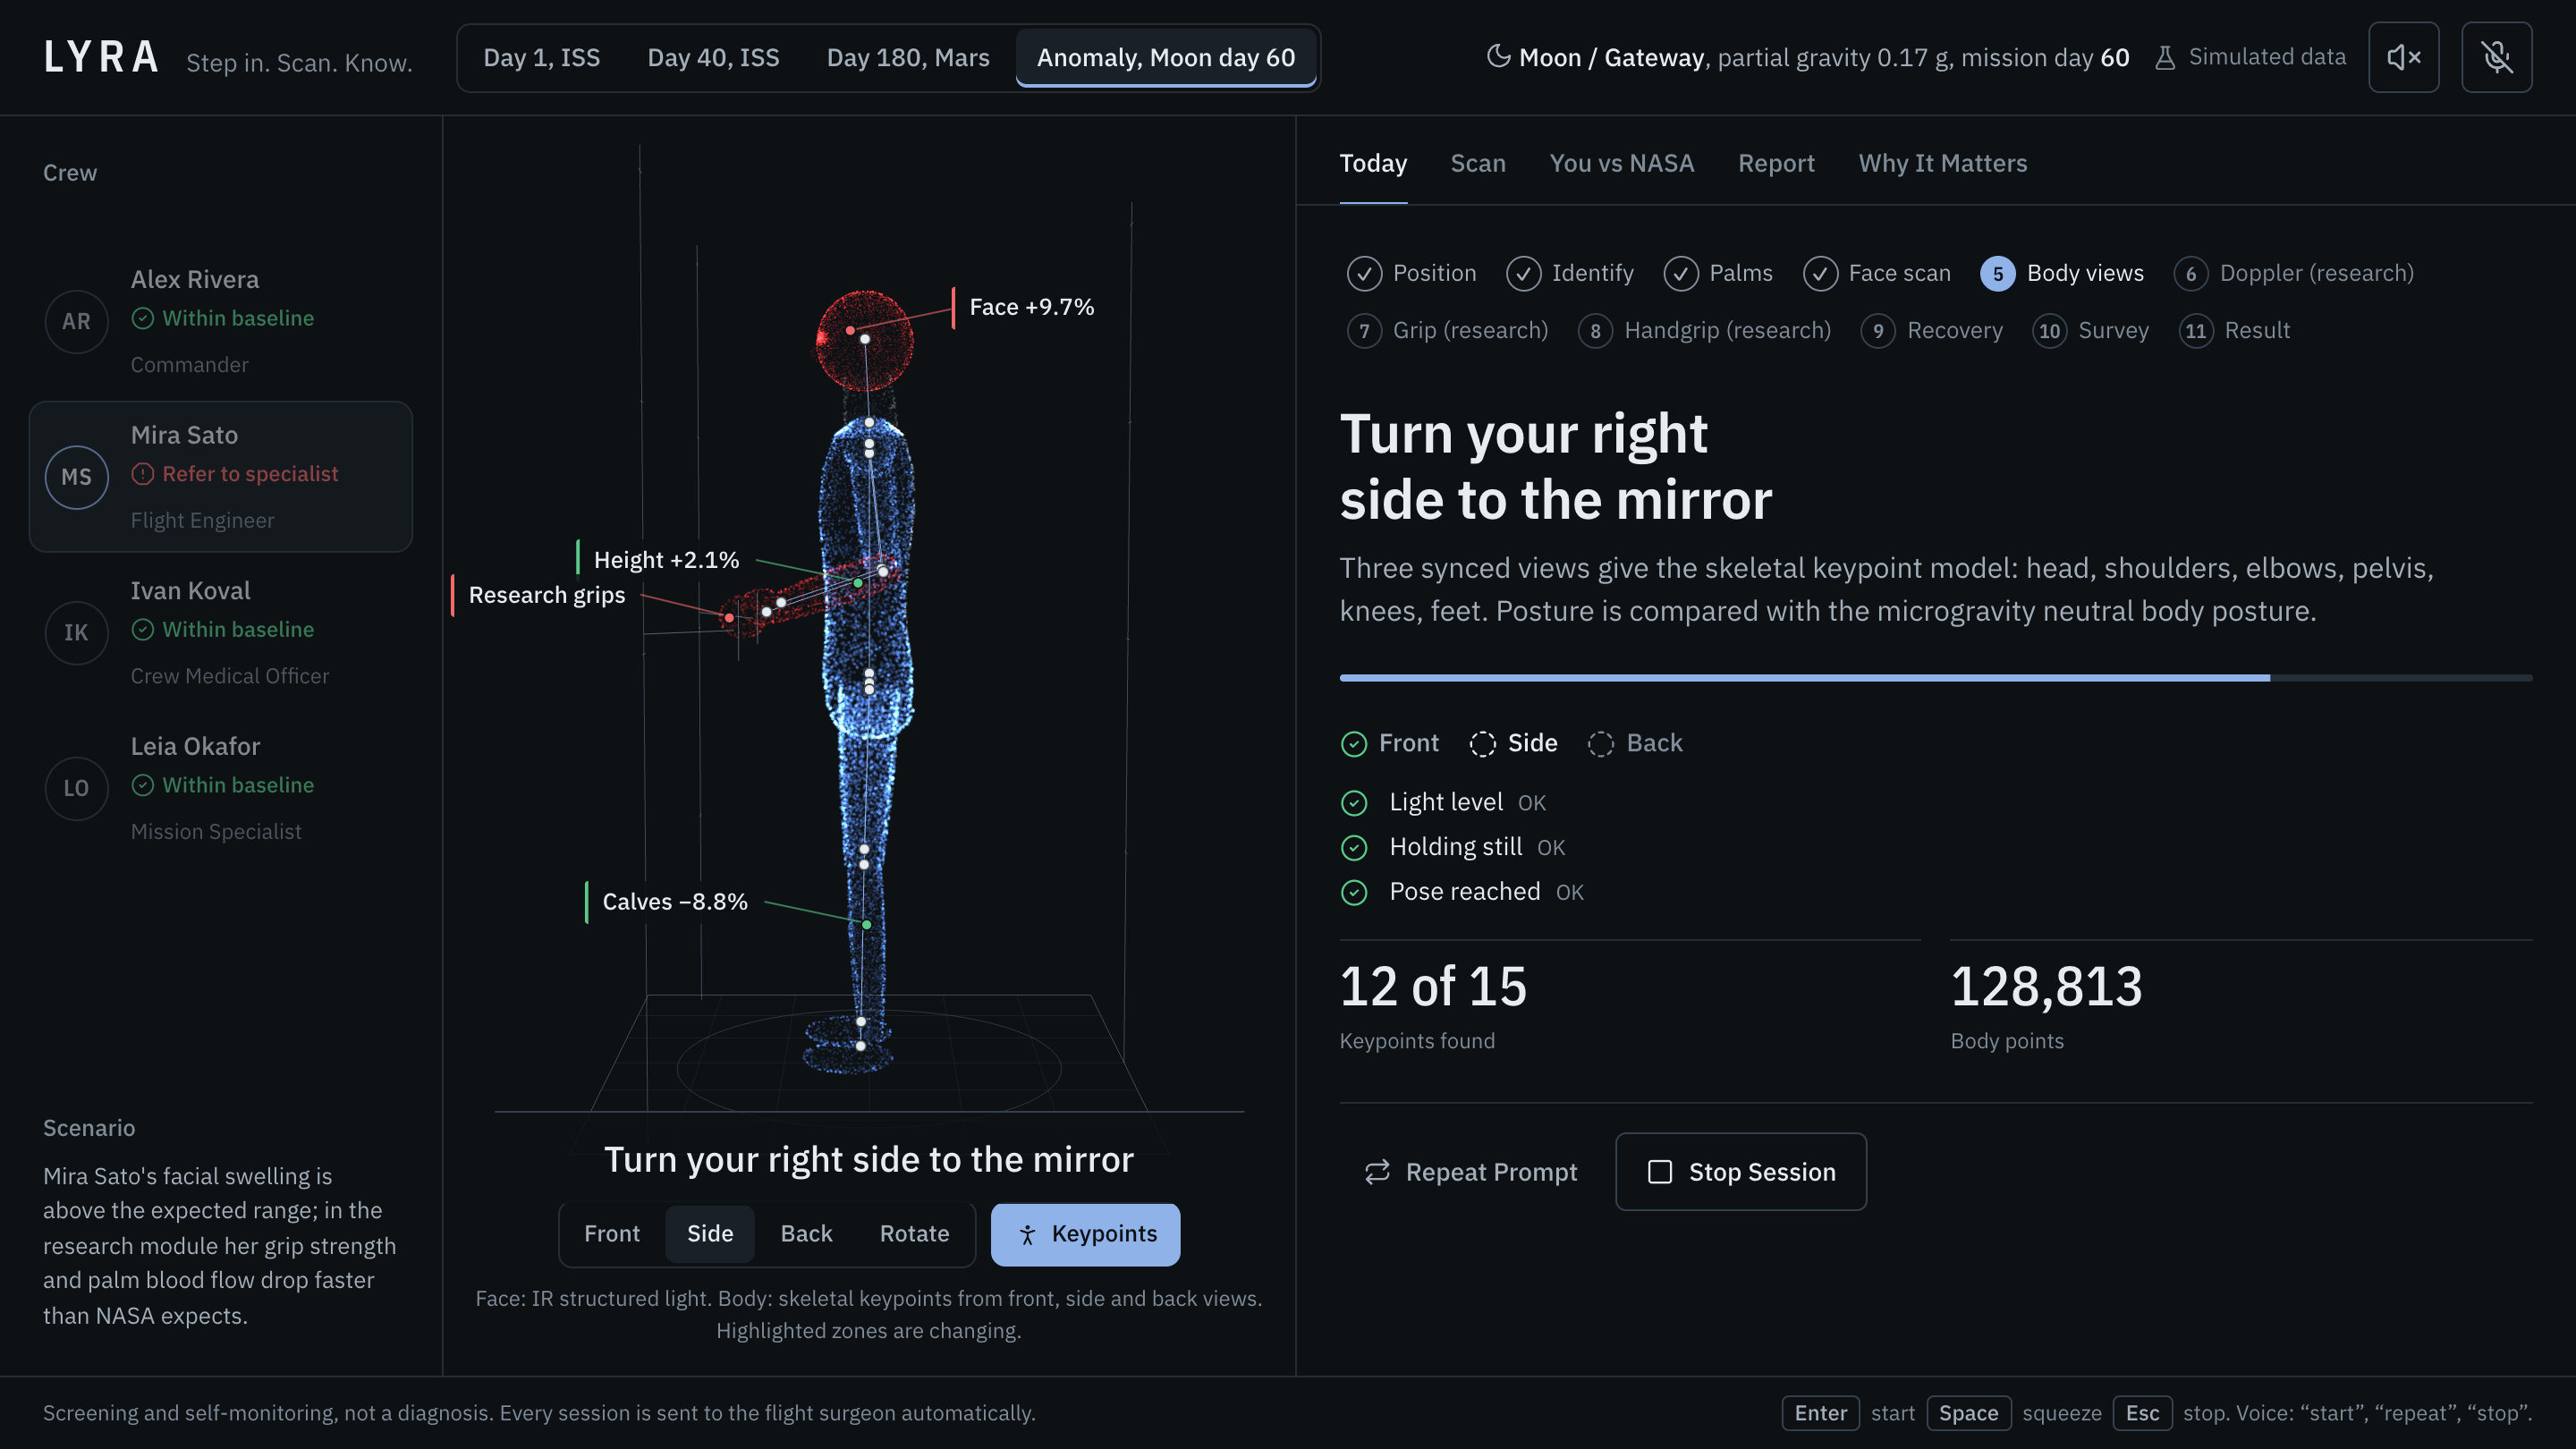 LYRA
Step in. Scan. Know.
Day 1, ISS
Day 40, ISS
Day 180, Mars
Anomaly, Moon day 60
Moon / Gateway, partial gravity 0.17 g, mission day 60
Simulated data
Crew
AR
Alex Rivera
Within baseline
Commander
MS
Mira Sato
Refer to specialist
Flight Engineer
IK
Ivan Koval
Within baseline
Crew Medical Officer
LO
Leia Okafor
Within baseline
Mission Specialist
Scenario
Mira Sato's facial swelling is
above the expected range; in the
research module her grip strength
and palm blood flow drop faster
than NASA expects.
Face +9.7%
Height +2.1%
Research grips
Calves −8.8%
Turn your right side to the mirror
Front
Side
Back
Rotate
Keypoints
Face: IR structured light. Body: skeletal keypoints from front, side and back views.
Highlighted zones are changing.
Today
Scan
You vs NASA
Report
Why It Matters
Position
Identify
Palms
Face scan
5 Body views
6 Doppler (research)
7 Grip (research)
8 Handgrip (research)
9 Recovery
10 Survey
11 Result
Turn your right
side to the mirror
Three synced views give the skeletal keypoint model: head, shoulders, elbows, pelvis,
knees, feet. Posture is compared with the microgravity neutral body posture.
Front
Side
Back
Light level OK
Holding still OK
Pose reached OK
12 of 15
Keypoints found
128,813
Body points
Repeat Prompt
Stop Session
Screening and self-monitoring, not a diagnosis. Every session is sent to the flight surgeon automatically.
Enter start Space squeeze Esc stop. Voice: “start”, “repeat”, “stop”.